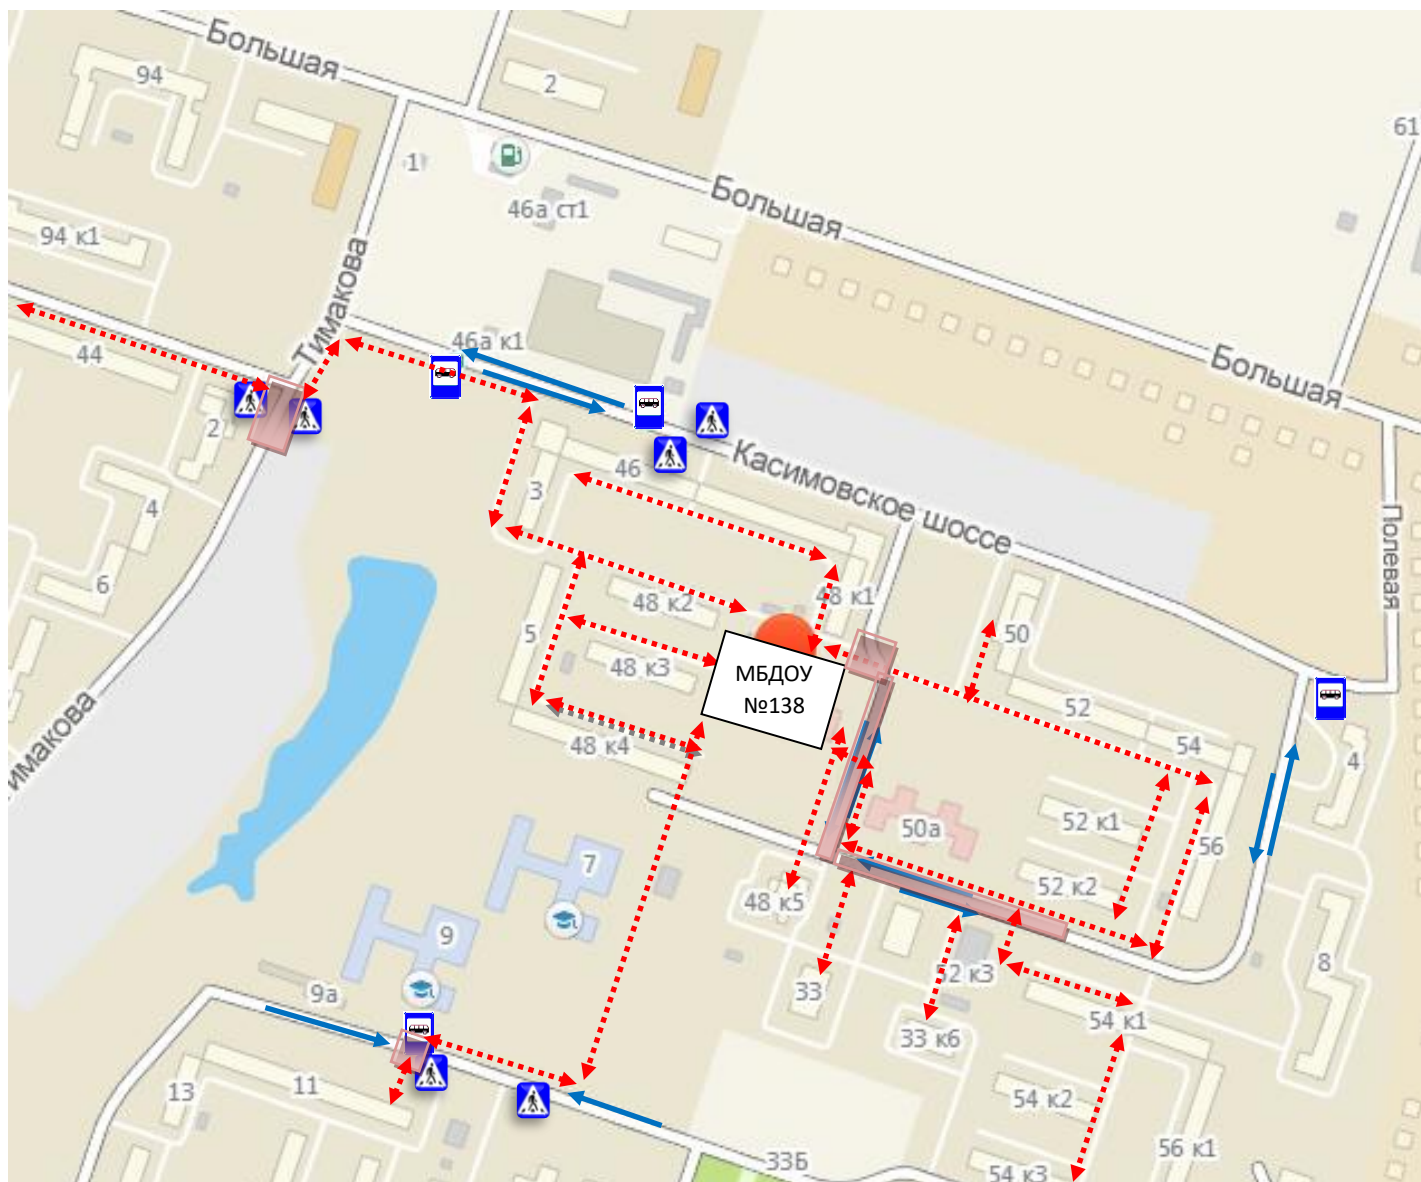 Большая
94
2
61
1
46а ст1
Большая
94 к1
Тимакова
46а к1
44
Большая
2
46
Касимовское шоссе
3
4
Полевая
6
48 к2
48 к1
5
50
48 к3
МБДОУ
№138
52
48 к4
54
4
имакова
50а
52 к1
56
7
52 к2
48 к5
9
8
52 к3
9а
33
54 к1
33 к6
13
11
54 к2
56 к1
33Б
54 к3